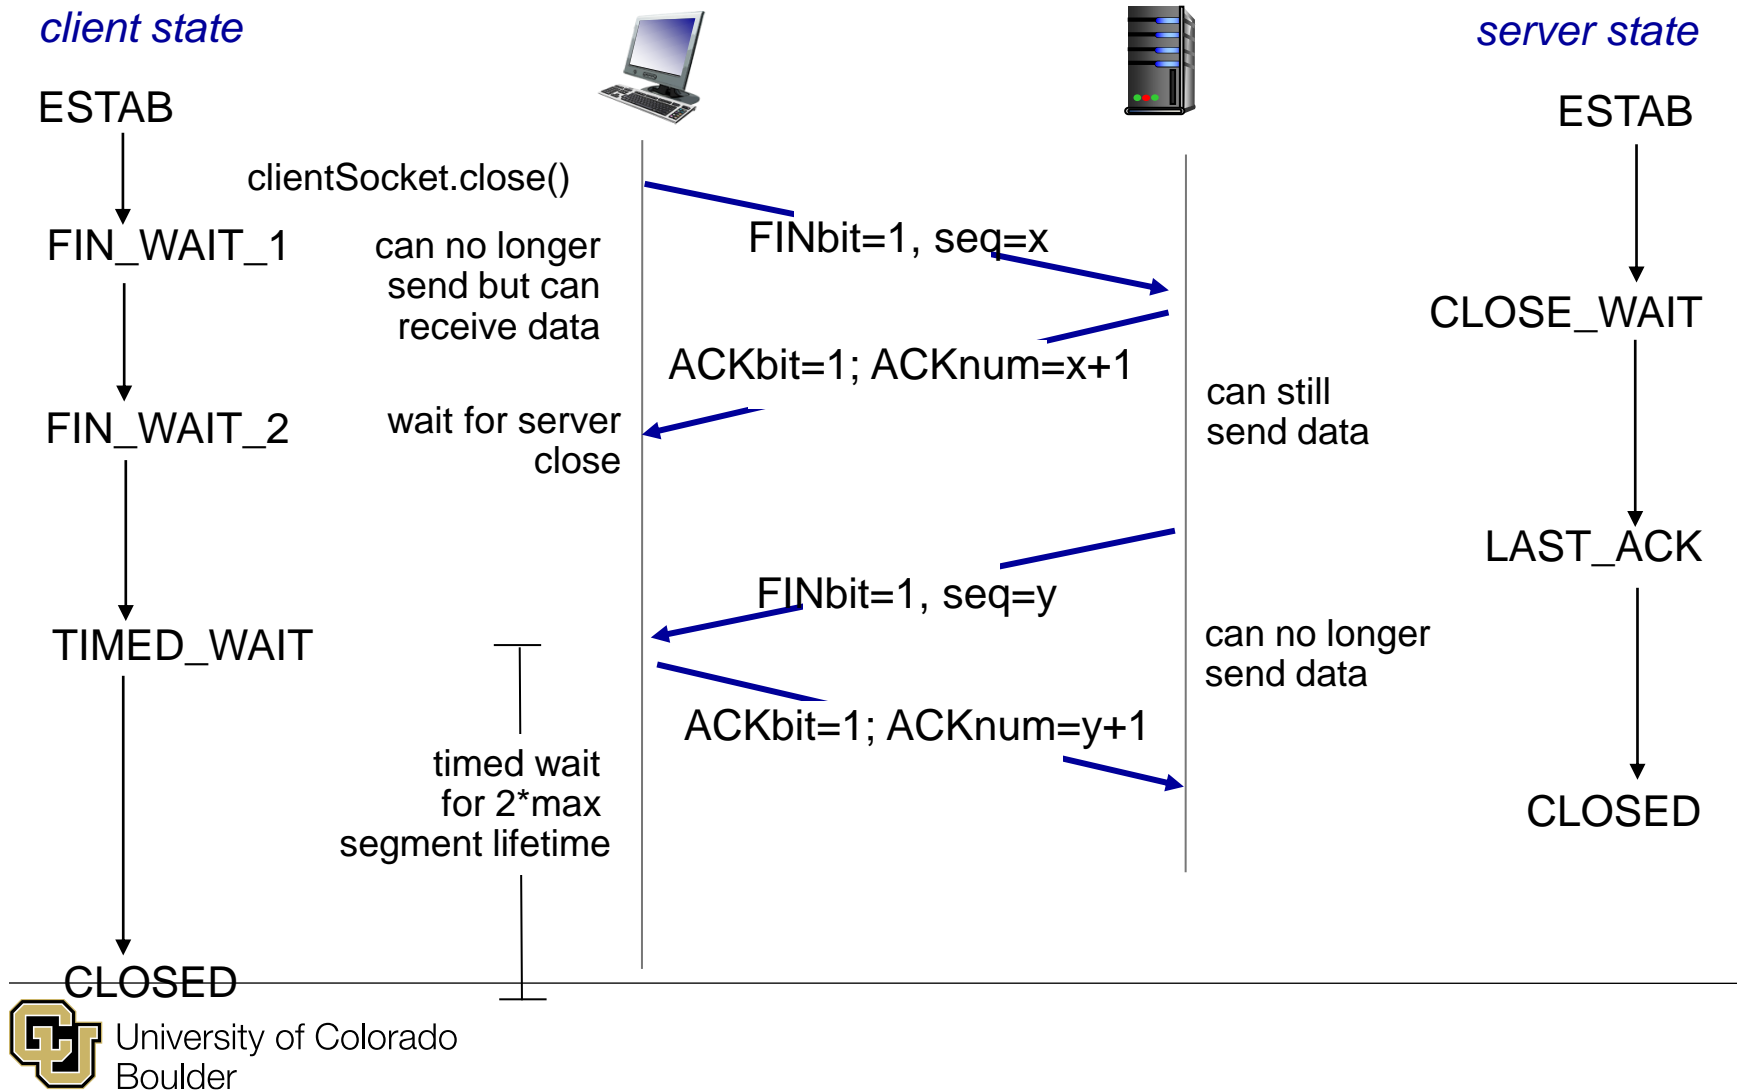 client state
server state
ESTAB
ESTAB
clientSocket.close()
FIN_WAIT_1
can no longer
send but can
receive data
FINbit=1, seq=x
CLOSE_WAIT
ACKbit=1; ACKnum=x+1
can still
send data
FIN_WAIT_2
wait for server
close
LAST_ACK
FINbit=1, seq=y
TIMED_WAIT
can no longer
send data
ACKbit=1; ACKnum=y+1
timed wait
for 2*max
segment lifetime
CLOSED
CLOSED
CU
University of Colorado
Boulder